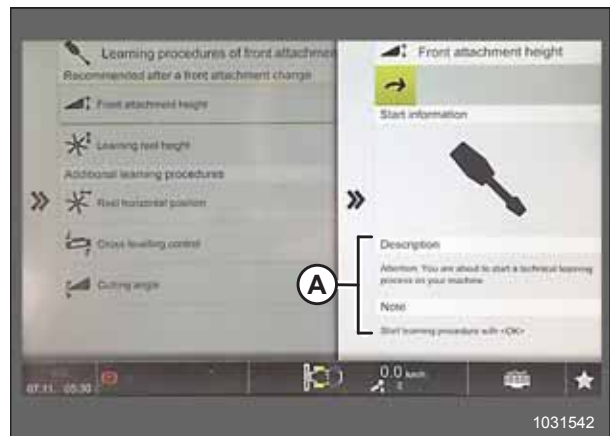 Learning procedures of front attachmen
Recommended after a front attachment change
Front attachment height
Learning reel height
Additional learning procedures
Reel horizontal position
Cross levelling control
Cutting angle
Front attachment height
Start information
Description
Attention: You are about to start a technical learning
process on your machine
Note
Start learning procedure with <OK>
A
07.11. 05:30
0.0 km/h
1031542